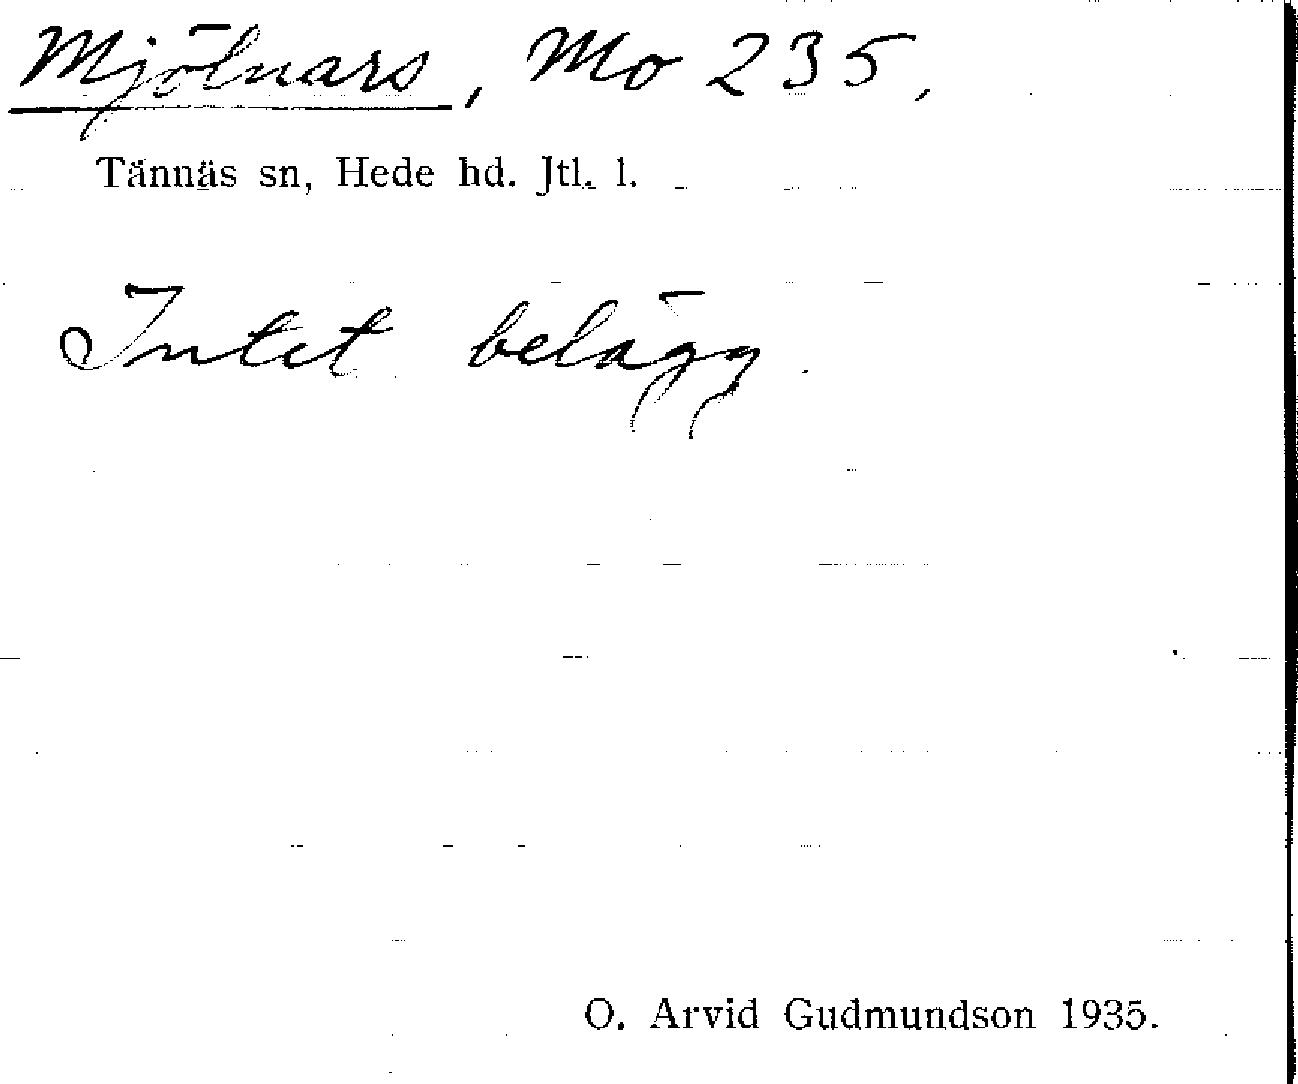 Mjölnars, Mo 235,
Tännäs sn, Hede hd. Jtl. l.
Intet belägg.
O. Arvid Gudmundson 1935.